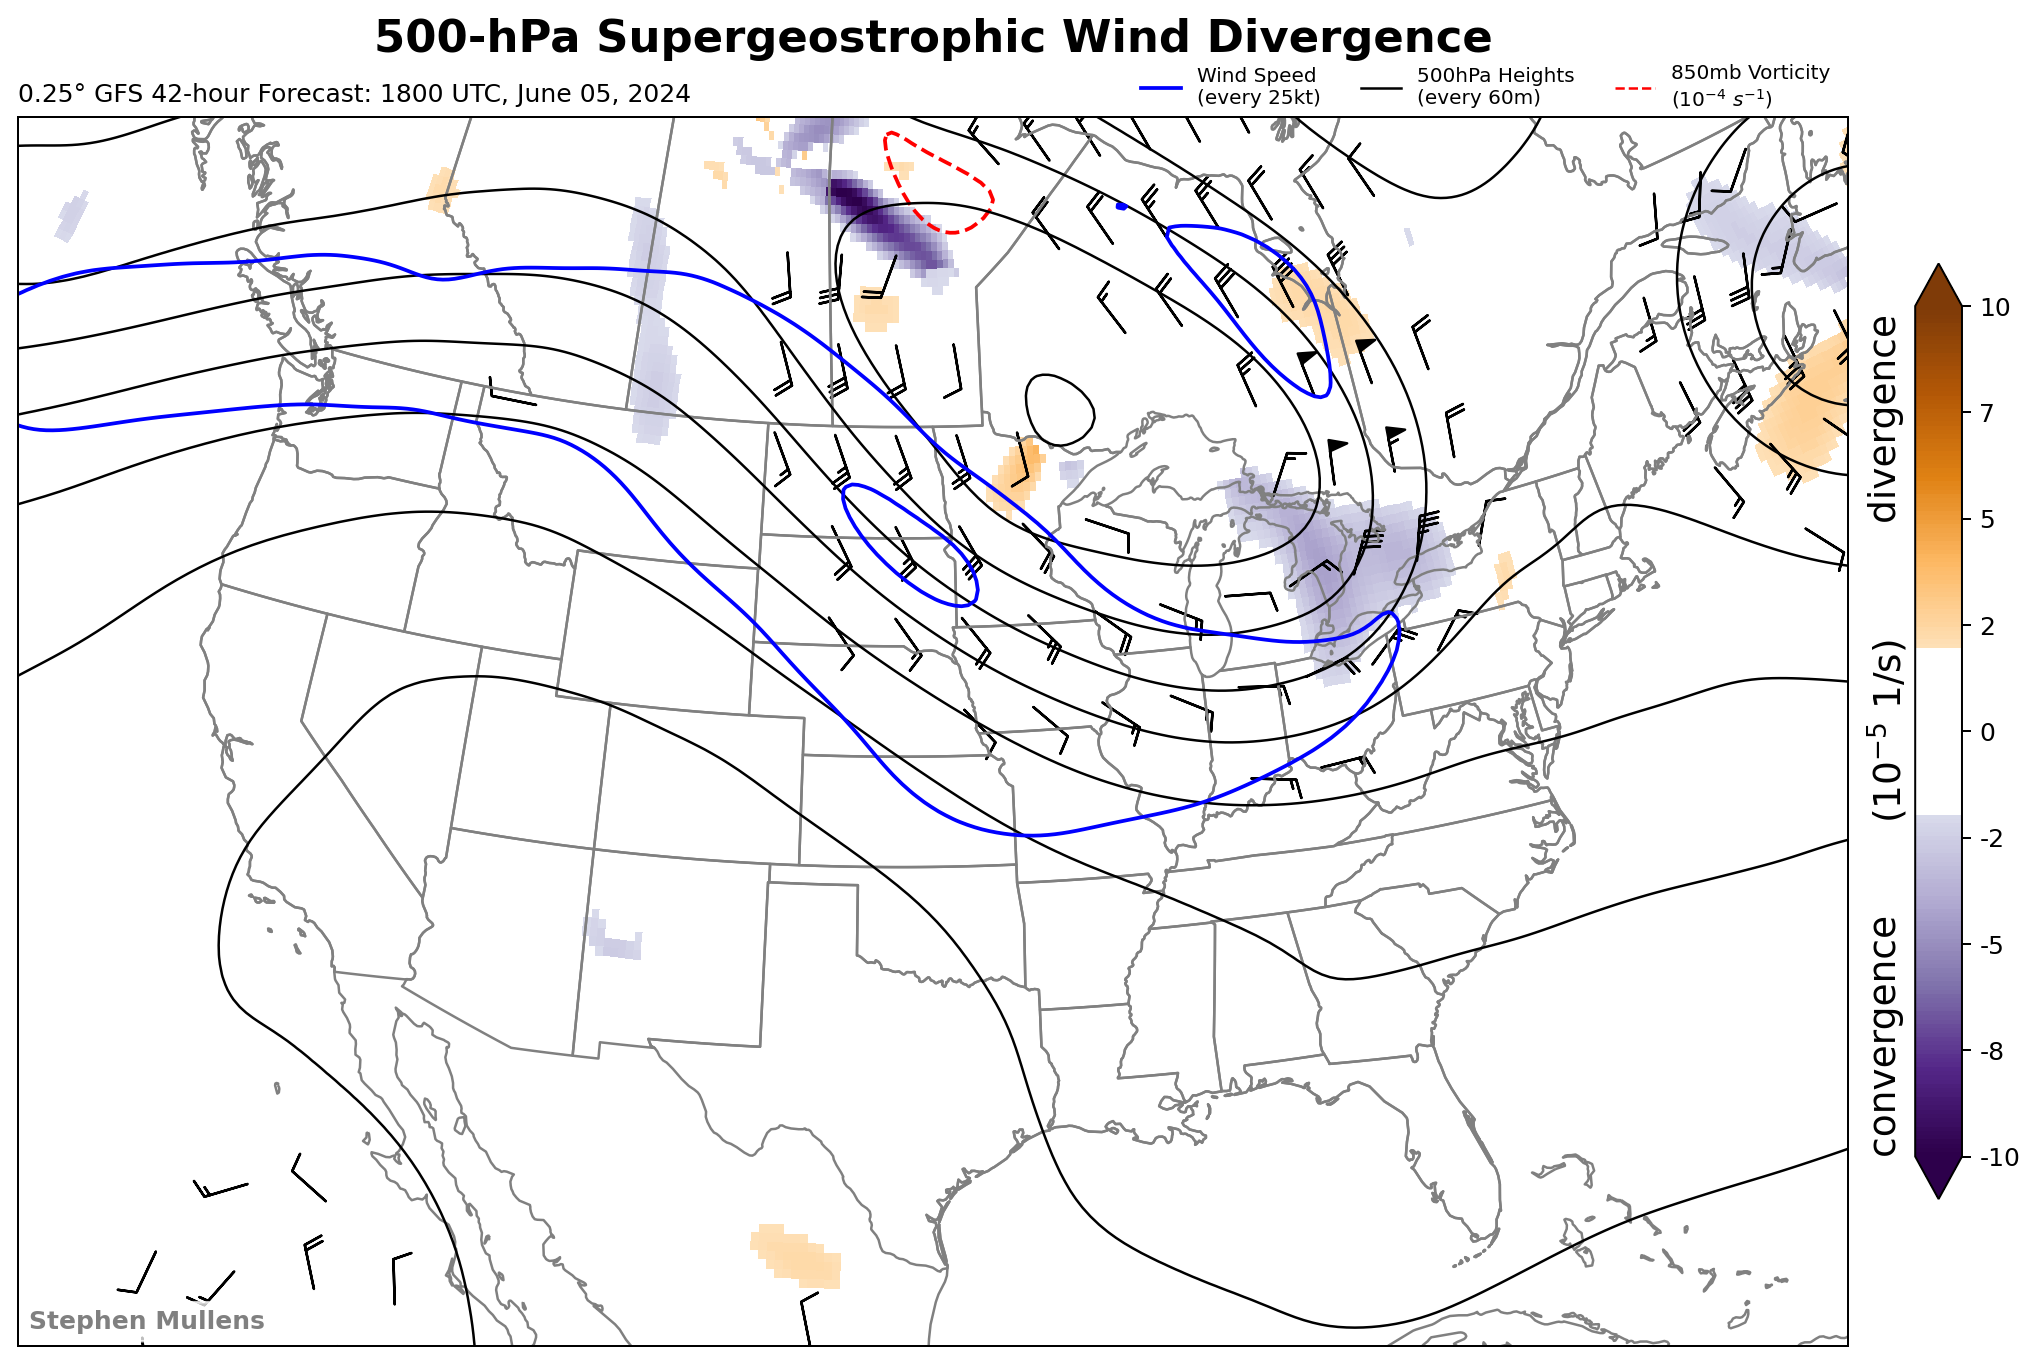 500-hPa Supergeostrophic Wind Divergence
0.25° GFS 42-hour Forecast: 1800 UTC, June 05, 2024
Wind Speed
(every 25kt)
500hPa Heights
(every 60m)
850mb Vorticity
(10⁻⁴ s⁻¹)
10
7
5
2
0
-2
-5
-8
-10
convergence (10⁻⁵ 1/s) divergence
Stephen Mullens